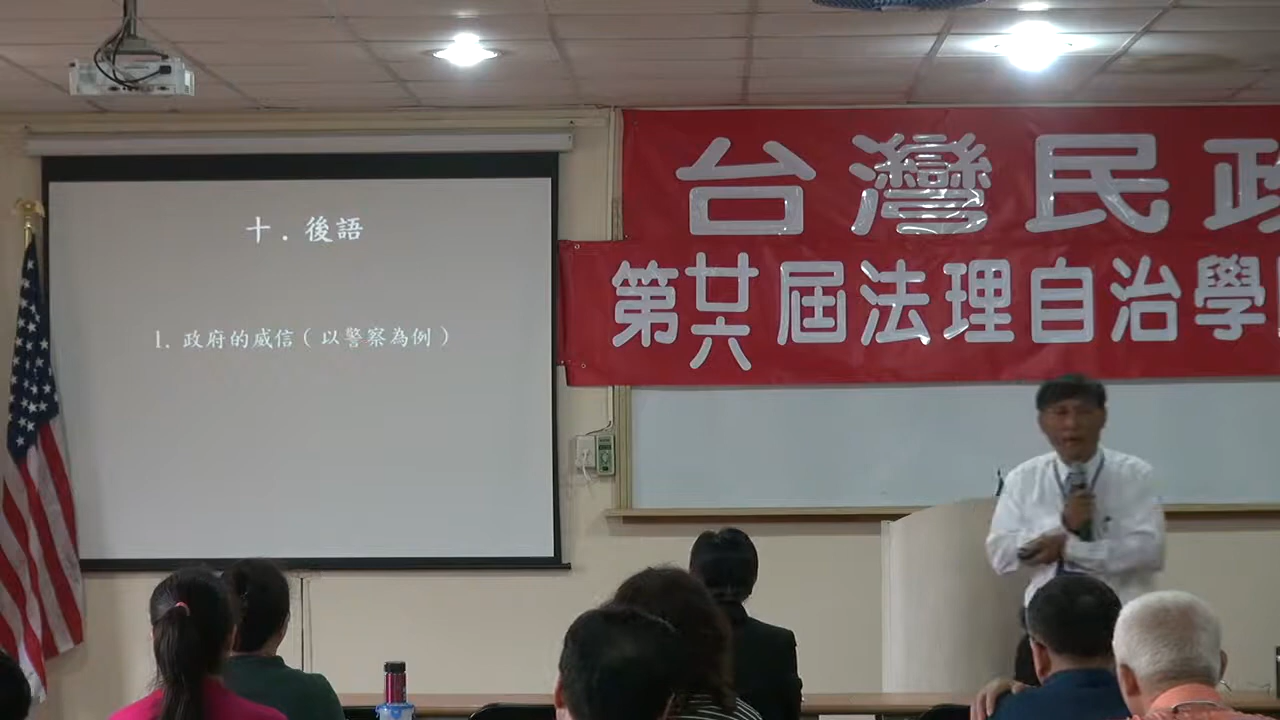 十．後語
1. 政府的威信（以警察為例）
台灣民政
第廿六屆法理自治學